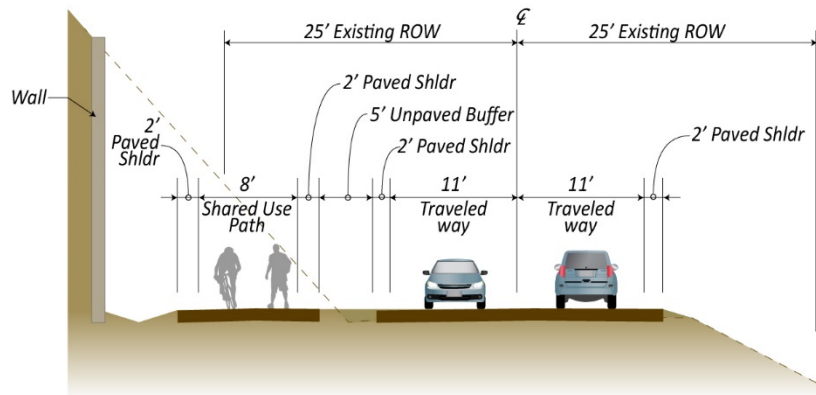 ℄
25’ Existing ROW
25’ Existing ROW
2’ Paved Shldr
Wall
5’ Unpaved Buffer
2’
Paved
Shldr
2’ Paved Shldr
2’ Paved Shldr
8’
Shared Use
Path
11’
Traveled
way
11’
Traveled
way